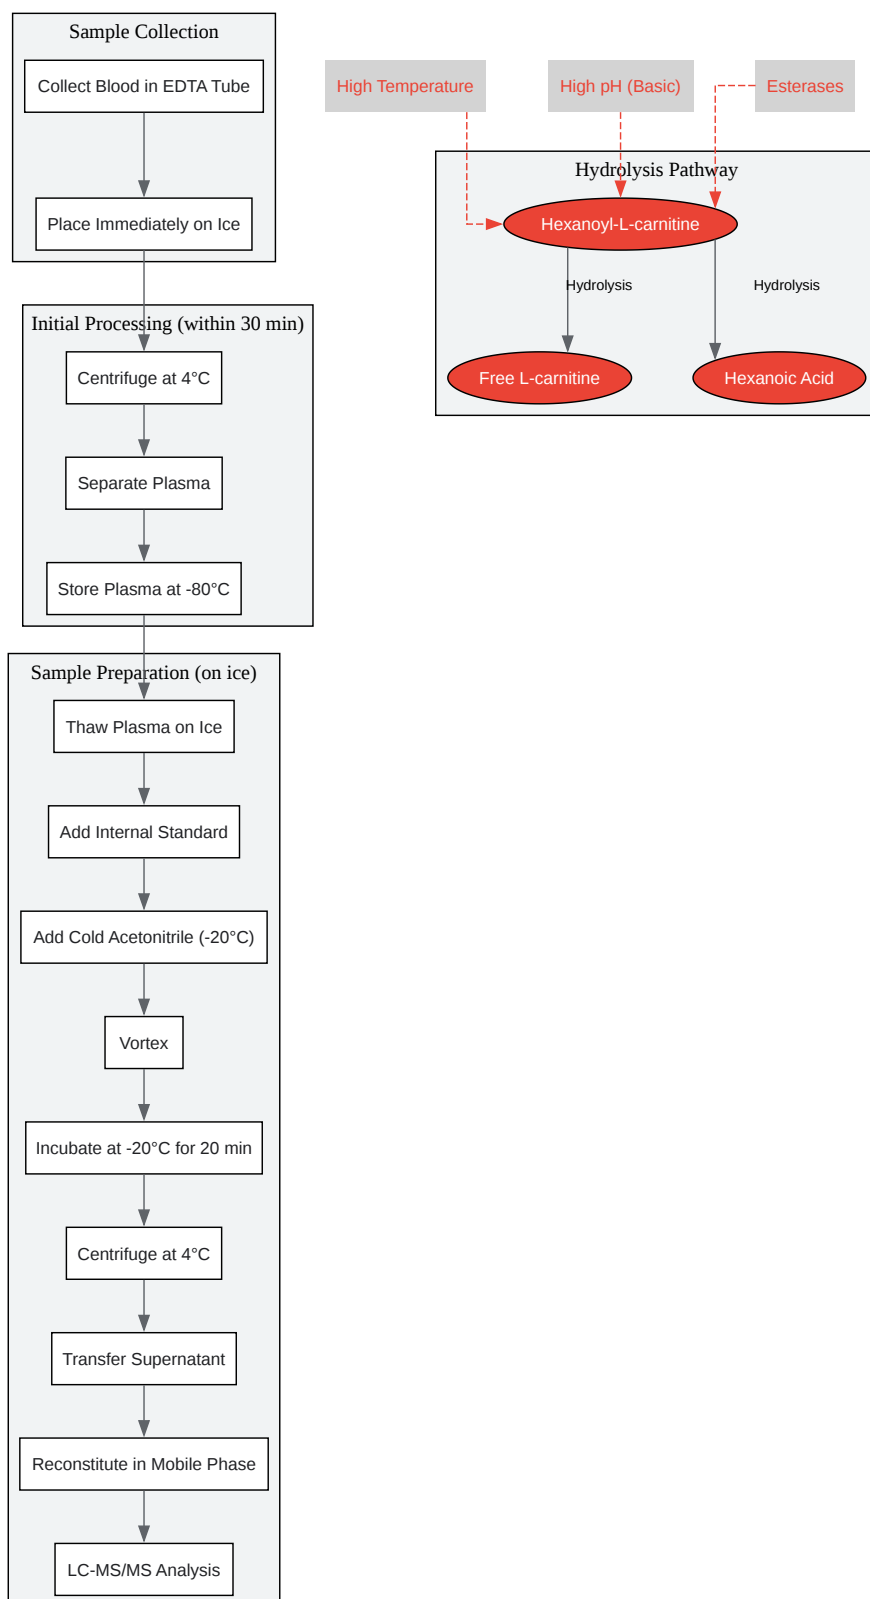 Sample Collection
Collect Blood in EDTA Tube
Place Immediately on Ice
Initial Processing (within 30 min)
Centrifuge at 4°C
Separate Plasma
Store Plasma at -80°C
Sample Preparation (on ice)
Thaw Plasma on Ice
Add Internal Standard
Add Cold Acetonitrile (-20°C)
Vortex
Incubate at -20°C for 20 min
Centrifuge at 4°C
Transfer Supernatant
Reconstitute in Mobile Phase
LC-MS/MS Analysis
High Temperature
High pH (Basic)
Esterases
Hydrolysis Pathway
Hexanoyl-L-carnitine
Hydrolysis
Hydrolysis
Free L-carnitine
Hexanoic Acid